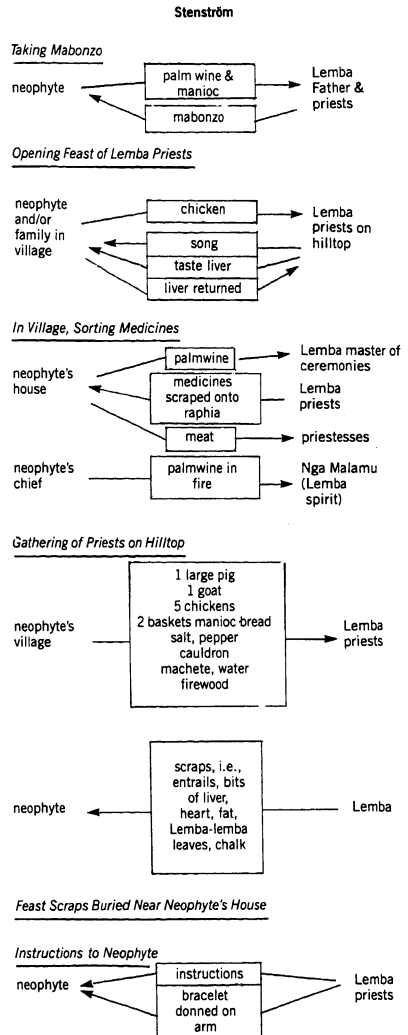 Stenström
Taking Mabonzo
neophyte
palm wine &
manioc
mabonzo
Lemba
Father &
priests
Opening Feast of Lemba Priests
neophyte
and/or
family in
village
chicken
song
taste liver
liver returned
Lemba
priests on
hilltop
In Village, Sorting Medicines
neophyte's
house
palmwine
medicines
scraped onto
raphia
meat
Lemba master of
ceremonies
Lemba
priests
priestesses
neophyte's
chief
palmwine in
fire
Nga Malamu
(Lemba
spirit)
Gathering of Priests on Hilltop
neophyte's
village
1 large pig
1 goat
5 chickens
2 baskets manioc bread
salt, pepper
cauldron
machete, water
firewood
Lemba
priests
neophyte
scraps, i.e.,
entrails, bits
of liver,
heart, fat,
Lemba-lemba
leaves, chalk
Lemba
Feast Scraps Buried Near Neophyte's House
Instructions to Neophyte
neophyte
instructions
bracelet
donned on
arm
Lemba
priests